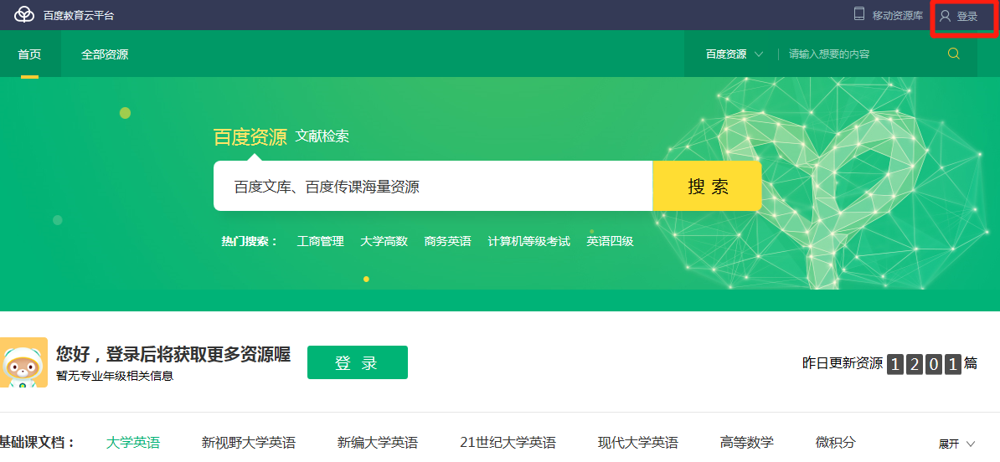 百度教育云平台 移动资源库 登录
首页 全部资源 百度资源 请输入想要的内容
百度资源 文献检索
百度文库、百度传课海量资源 搜 索
热门搜索： 工商管理 大学高数 商务英语 计算机等级考试 英语四级
您好，登录后将获取更多资源喔 登 录
暂无专业年级相关信息
昨日更新资源 1 2 0 1 篇
基础课文档： 大学英语 新视野大学英语 新编大学英语 21世纪大学英语 现代大学英语 高等数学 微积分 展开